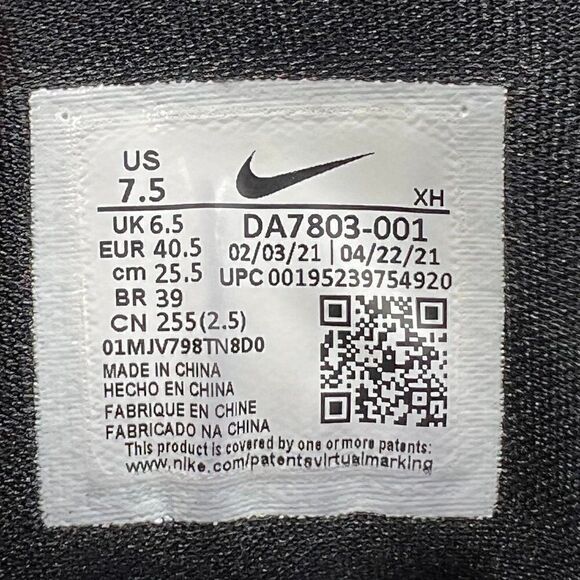 US
7.5
XH
UK 6.5
DA7803-001
EUR 40.5
02/03/21 | 04/22/21
cm 25.5
UPC 00195239754920
BR 39
CN 255(2.5)
01MJV798TN8D0
MADE IN CHINA
HECHO EN CHINA
FABRIQUE EN CHINE
FABRICADO NA CHINA
This product is covered by one or more patents:
www.nike.com/patentsvirtualmarking